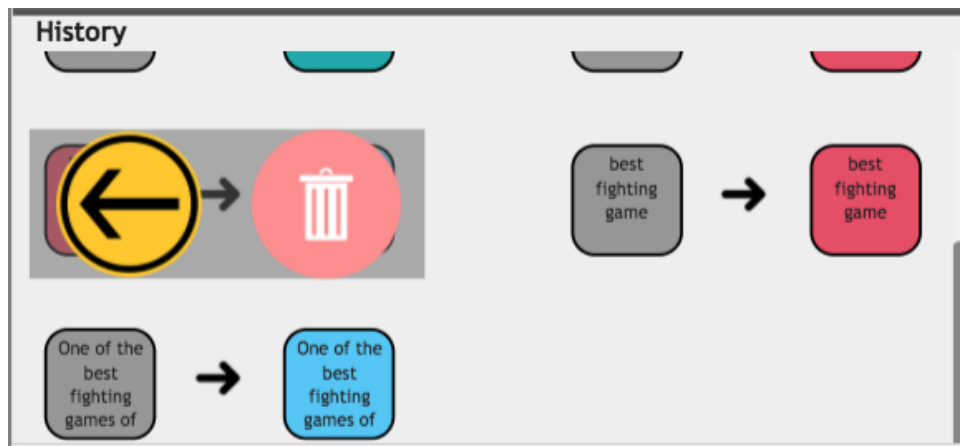 History
best
fighting
game
best
fighting
game
One of the
best
fighting
games of
One of the
best
fighting
games of